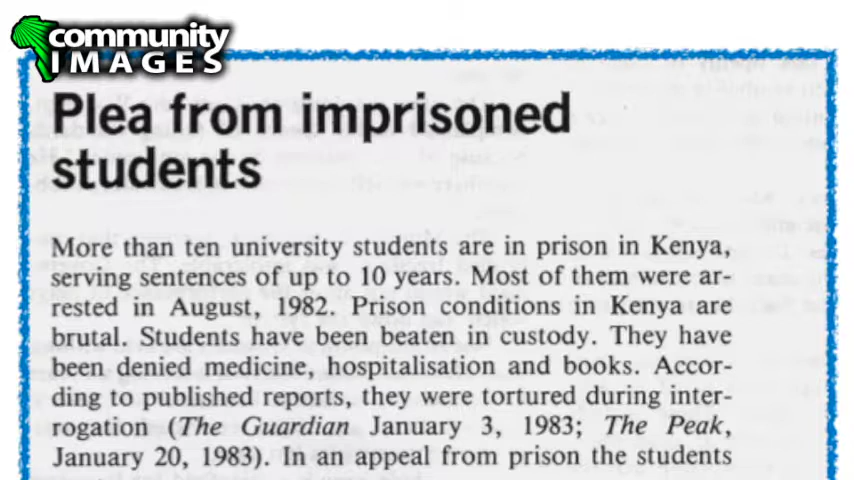 community
IMAGES
Plea from imprisoned
students
More than ten university students are in prison in Kenya,
serving sentences of up to 10 years. Most of them were ar-
rested in August, 1982. Prison conditions in Kenya are
brutal. Students have been beaten in custody. They have
been denied medicine, hospitalisation and books. Accor-
ding to published reports, they were tortured during inter-
rogation (The Guardian January 3, 1983; The Peak,
January 20, 1983). In an appeal from prison the students